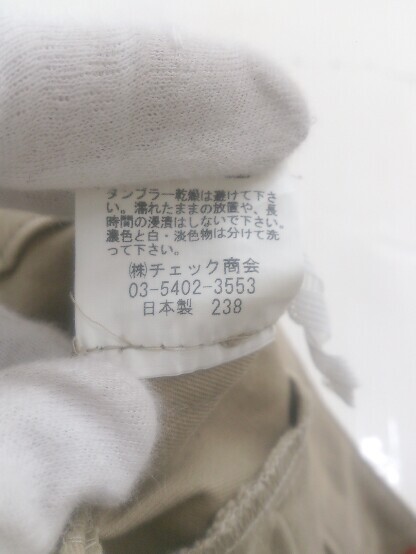 タンブラー乾燥は避けて下さ
い。濡れたままの放置や、長
時間の浸漬はしないで下さい。
濃色と白・淡色物は分けて洗
って下さい。
㈱チェック商会
03-5402-3553
日本製 238